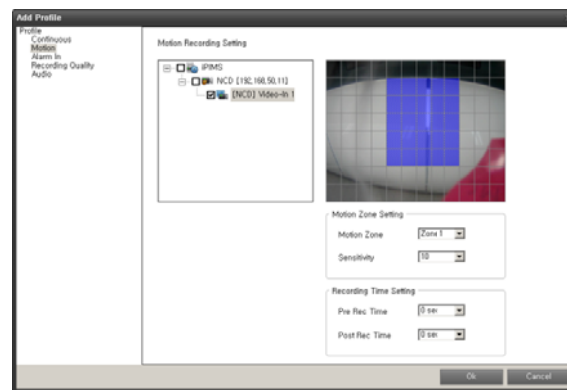 Add Profile
Profile
Continuous
Motion
Alarm In
Recording Quality
Audio
Motion Recording Setting
iPIMS
NCD [192,168,50,11]
[NCD] Video-In 1
Motion Zone Setting
Motion Zone
Zone 1
Sensitivity
10
Recording Time Setting
Pre Rec Time
0 sec
Post Rec Time
0 sec
Ok
Cancel